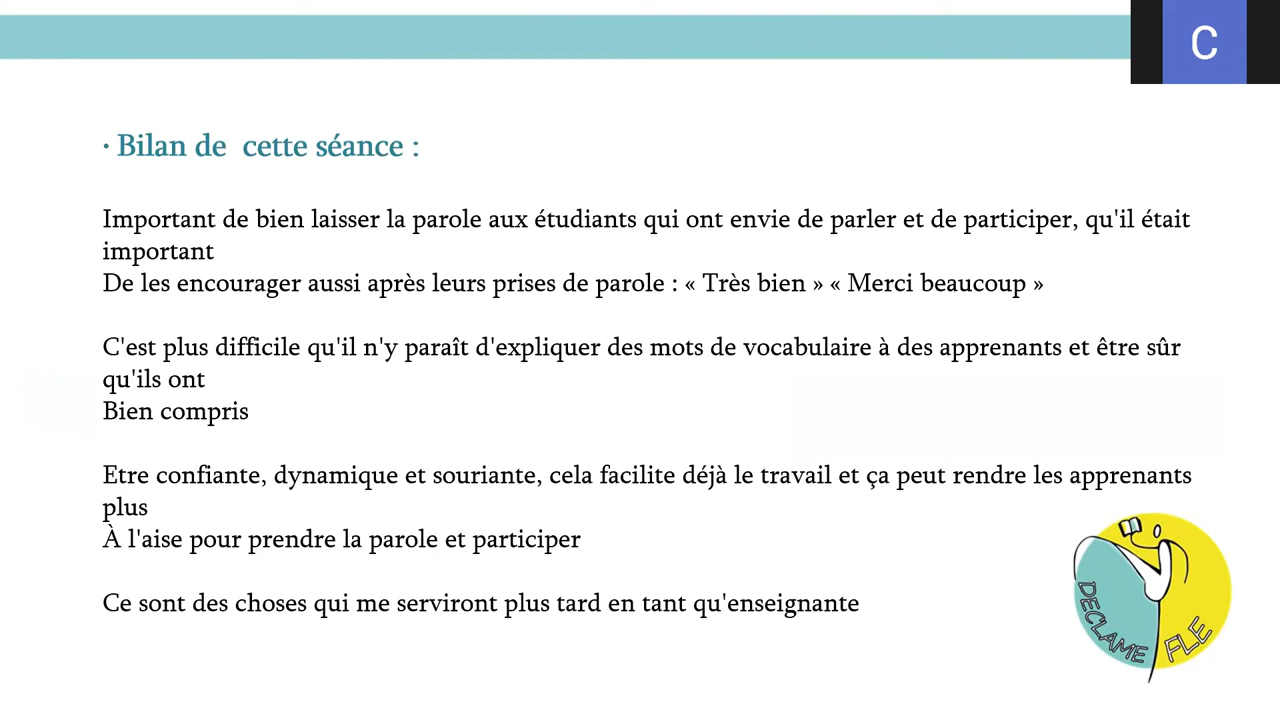 C
· Bilan de cette séance :
Important de bien laisser la parole aux étudiants qui ont envie de parler et de participer, qu'il était
important
De les encourager aussi après leurs prises de parole : « Très bien » « Merci beaucoup »
C'est plus difficile qu'il n'y paraît d'expliquer des mots de vocabulaire à des apprenants et être sûr
qu'ils ont
Bien compris
Etre confiante, dynamique et souriante, cela facilite déjà le travail et ça peut rendre les apprenants
plus
À l'aise pour prendre la parole et participer
Ce sont des choses qui me serviront plus tard en tant qu'enseignante
DECLAME FLE